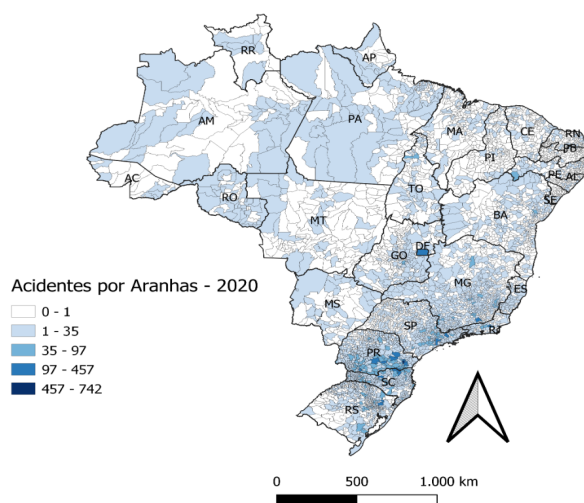 RR
AP
AM
PA
MA
CE
RN
PB
PI
PE
AL
SE
AC
RO
TO
MT
BA
DF
GO
MG
ES
MS
SP
RJ
PR
SC
RS
Acidentes por Aranhas - 2020
0 - 1
1 - 35
35 - 97
97 - 457
457 - 742
0 500 1.000 km